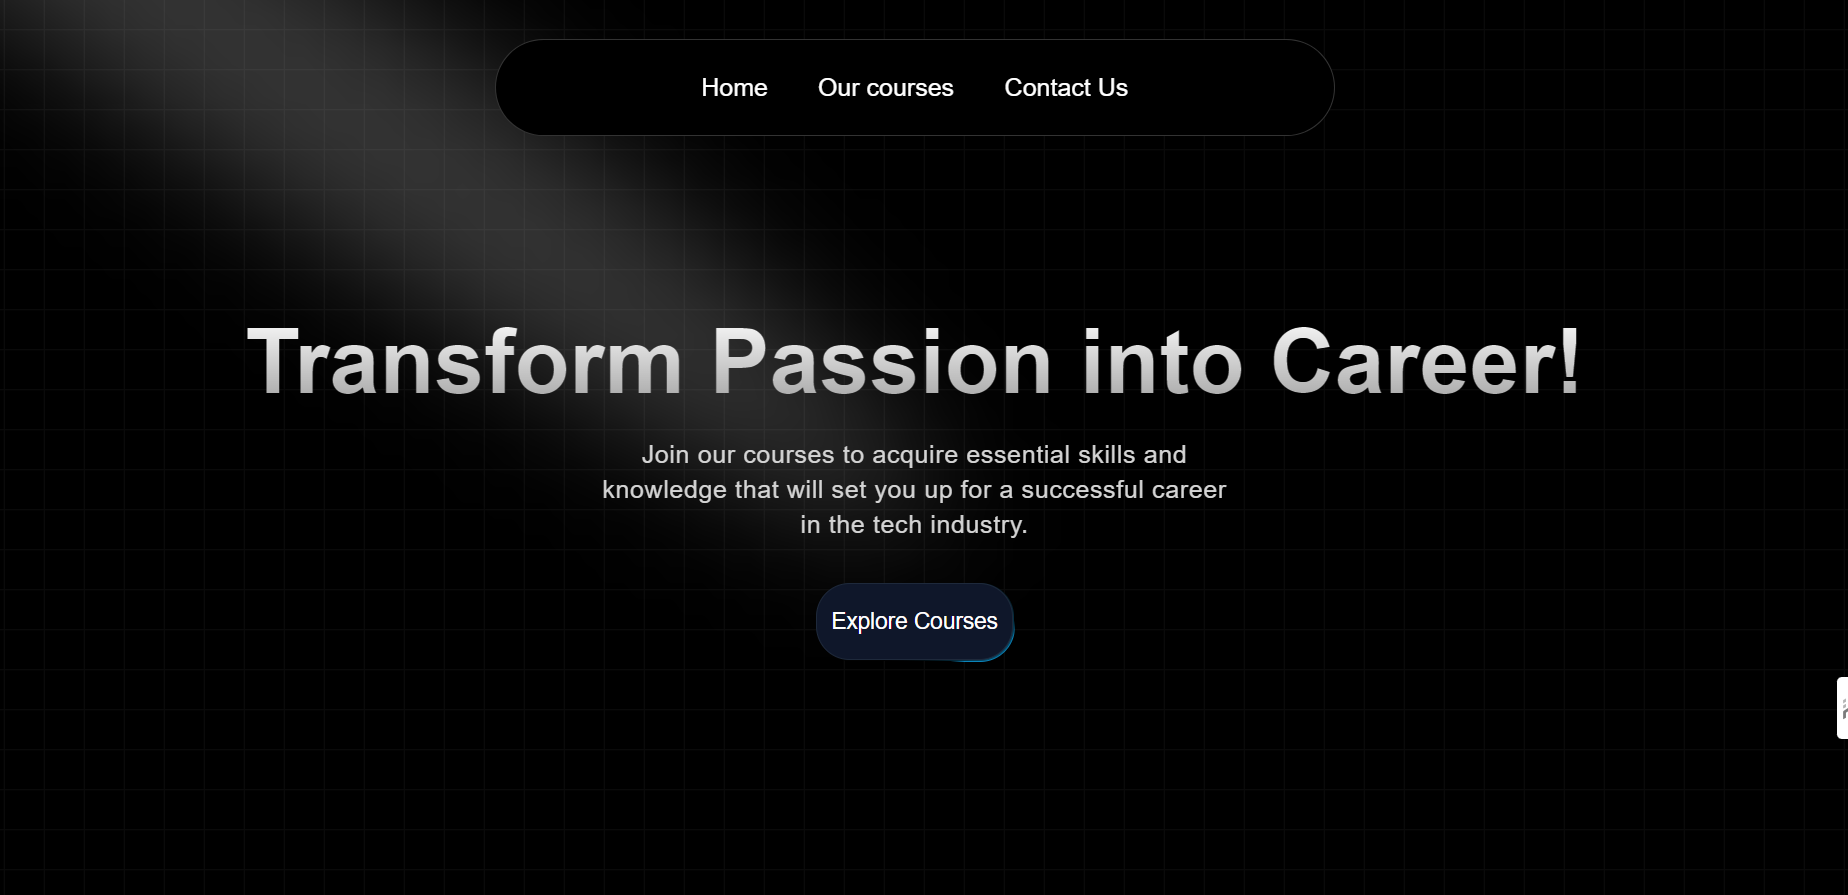 Home Our courses Contact Us
Transform Passion into Career!
Join our courses to acquire essential skills and
knowledge that will set you up for a successful career
in the tech industry.
Explore Courses